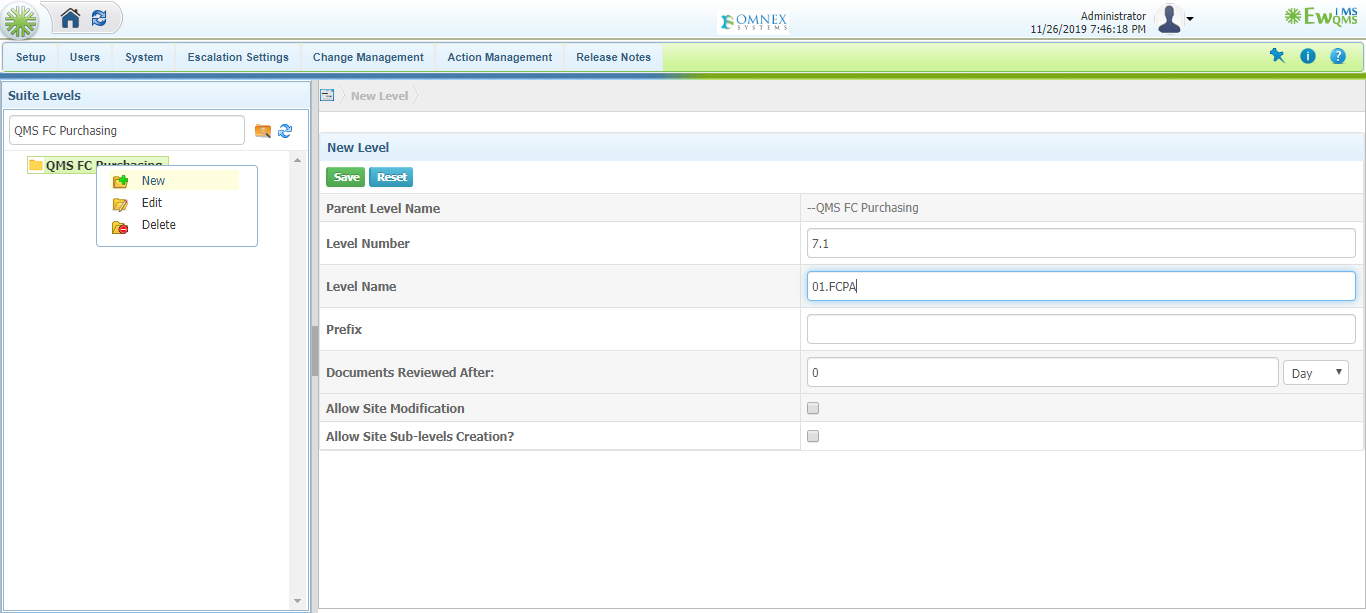 OMNEX
SYSTEMS
Administrator
11/26/2019 7:46:18 PM
EwQMS
iMS
Setup Users System Escalation Settings Change Management Action Management Release Notes
Suite Levels
QMS FC Purchasing
QMS FC Purchasing
New
Edit
Delete
New Level
New Level
Save Reset
Parent Level Name --QMS FC Purchasing
Level Number 7.1
Level Name 01.FCPA
Prefix
Documents Reviewed After: 0 Day
Allow Site Modification
Allow Site Sub-levels Creation?